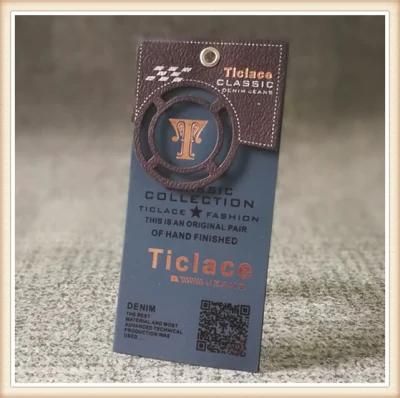 Ticlace
CLASSIC
DENIM JEANS
T
CLASSIC
COLLECTION
TICLACE ★ FASHION
THIS IS AN ORIGINAL PAIR
OF HAND FINISHED
Ticlace
DENIM
THE BEST
MATERIAL AND MOST
ADVANCED TECHNICAL
PRODUCTION WAS
USED